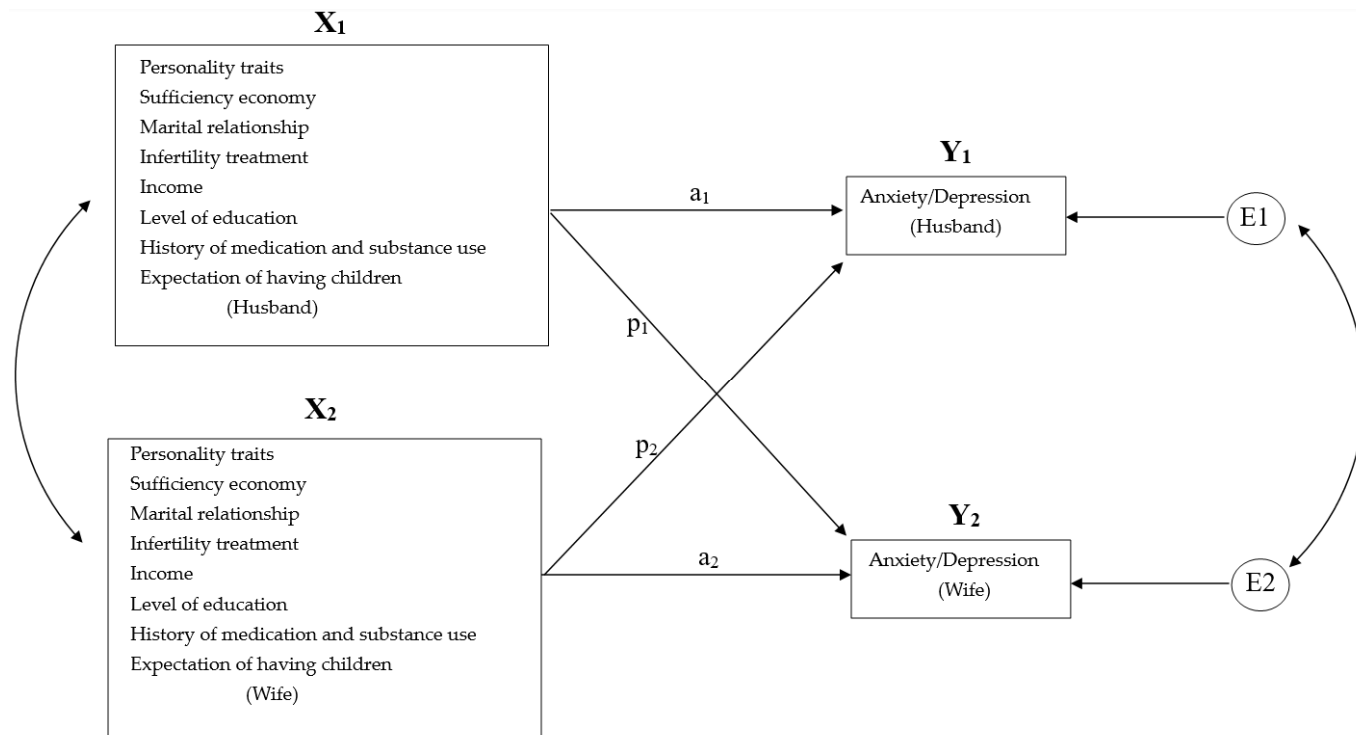 X₁
Personality traits
Sufficiency economy
Marital relationship
Infertility treatment
Income
Level of education
History of medication and substance use
Expectation of having children
(Husband)
a₁
p₁
Y₁
Anxiety/Depression
(Husband)
E1
X₂
Personality traits
Sufficiency economy
Marital relationship
Infertility treatment
Income
Level of education
History of medication and substance use
Expectation of having children
(Wife)
p₂
a₂
Y₂
Anxiety/Depression
(Wife)
E2